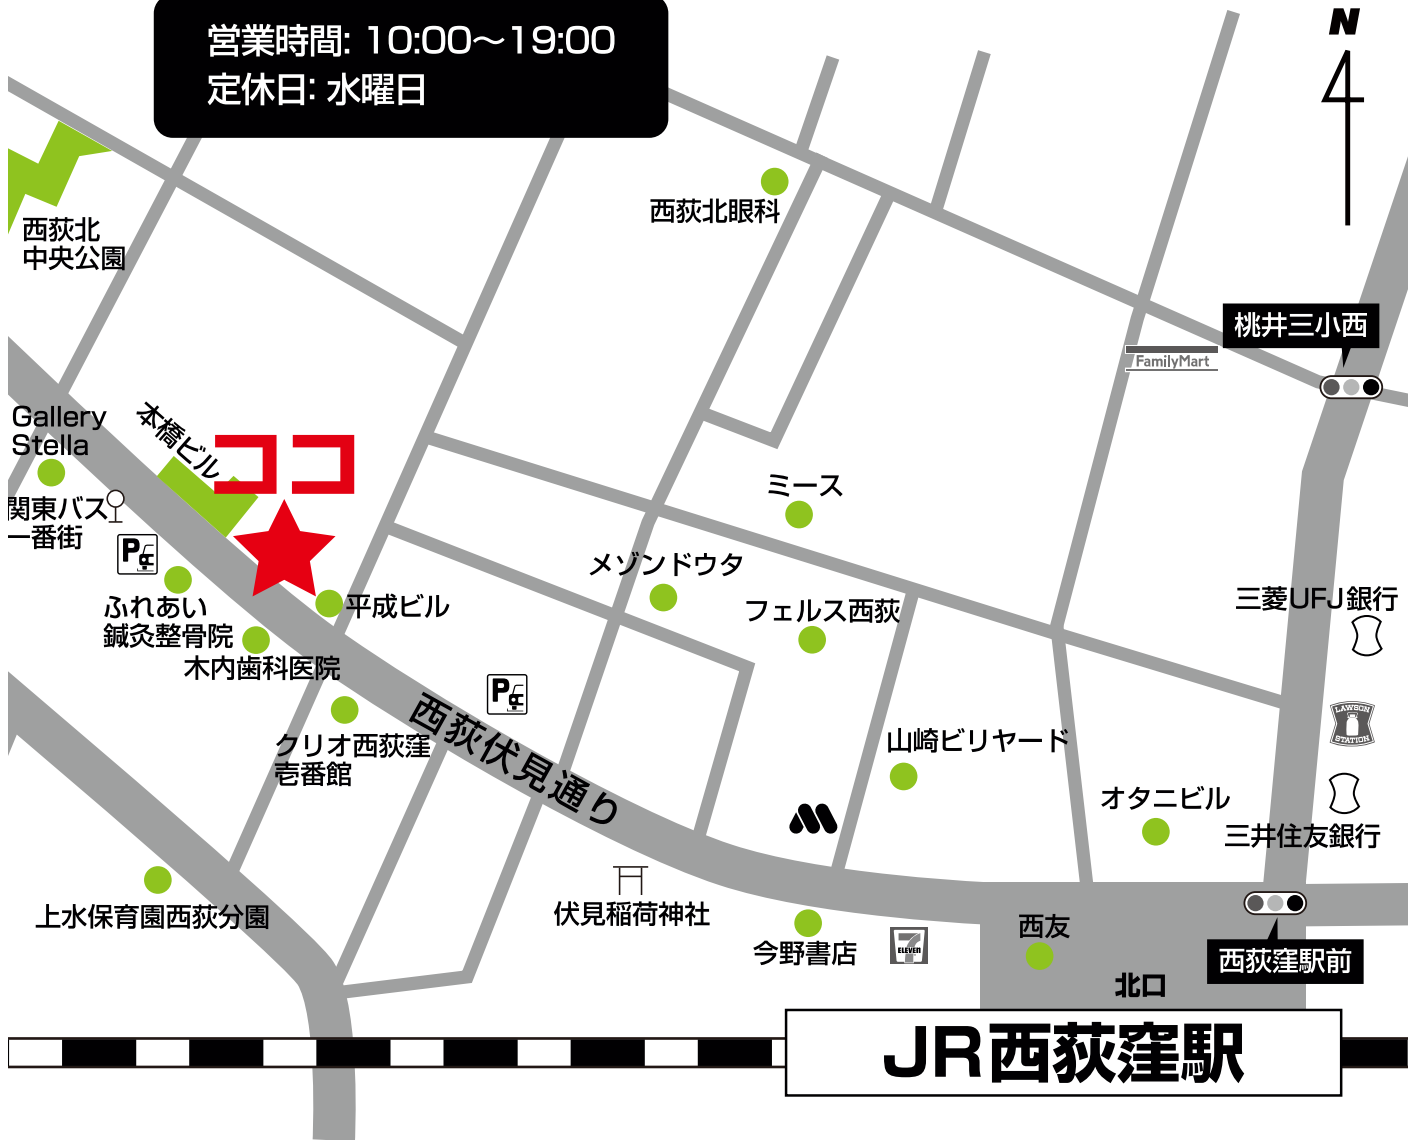 営業時間: 10:00〜19:00
定休日: 水曜日
N
西荻北眼科
西荻北
中央公園
桃井三小西
FamilyMart
Gallery
Stella
本橋ビル
ココ
関東バス
一番街
P
ミース
メゾンドウタ
フェルス西荻
三菱UFJ銀行
ふれあい
鍼灸整骨院
平成ビル
木内歯科医院
P
西荻伏見通り
クリオ西荻窪
壱番館
山崎ビリヤード
LAWSON
STATION
オタニビル
三井住友銀行
上水保育園西荻分園
伏見稲荷神社
今野書店
7
ELEVEN
西友
西荻窪駅前
北口
JR西荻窪駅